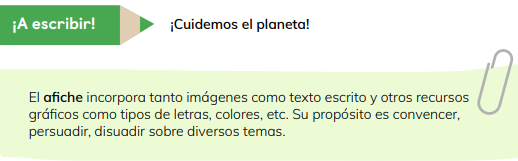 ¡A escribir!
¡Cuidemos el planeta!
El afiche incorpora tanto imágenes como texto escrito y otros recursos
gráficos como tipos de letras, colores, etc. Su propósito es convencer,
persuadir, disuadir sobre diversos temas.